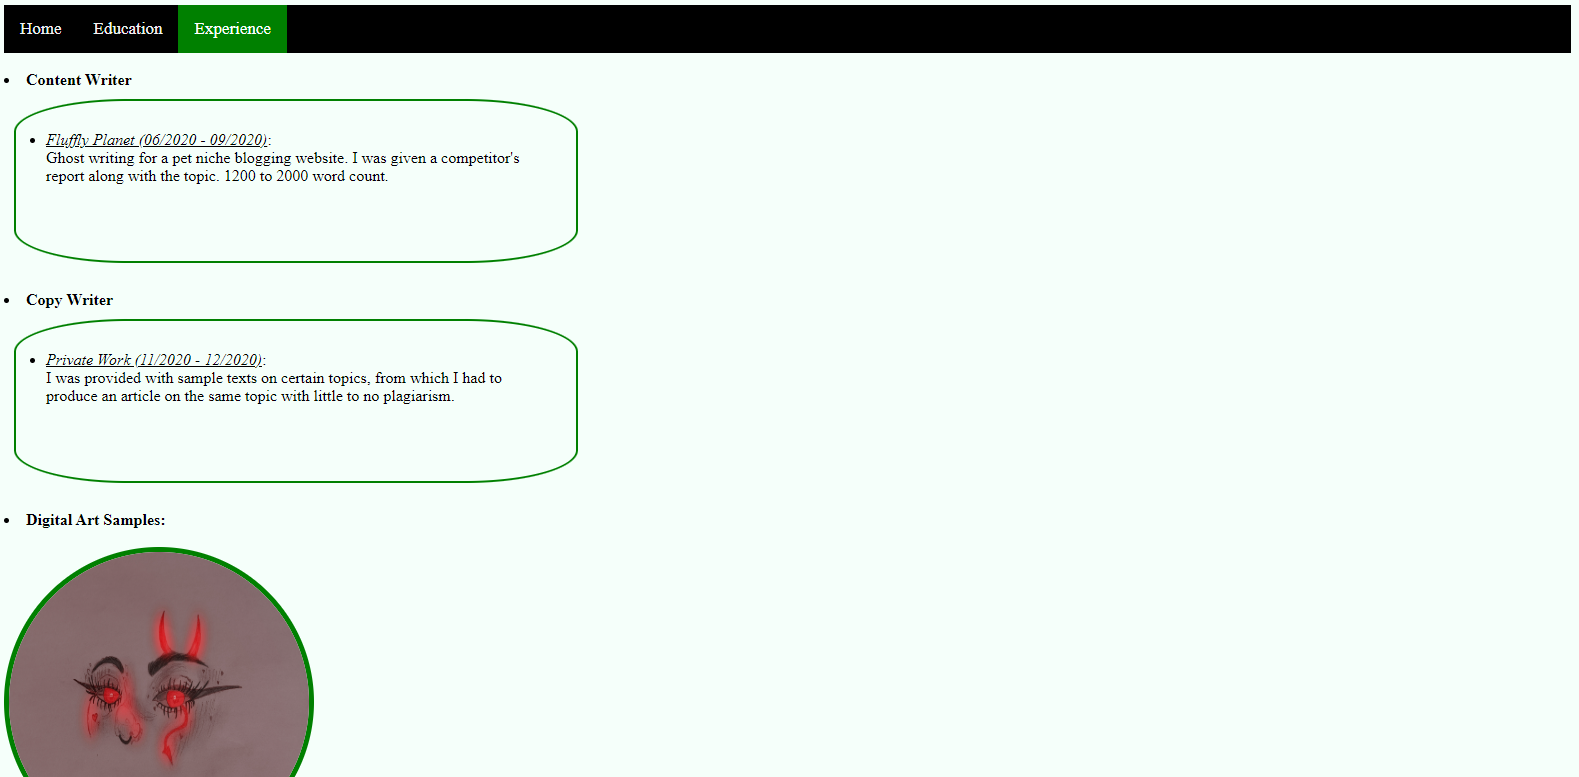 Home Education Experience
Content Writer
Fluffly Planet (06/2020 - 09/2020):
Ghost writing for a pet niche blogging website. I was given a competitor's
report along with the topic. 1200 to 2000 word count.
Copy Writer
Private Work (11/2020 - 12/2020):
I was provided with sample texts on certain topics, from which I had to
produce an article on the same topic with little to no plagiarism.
Digital Art Samples: